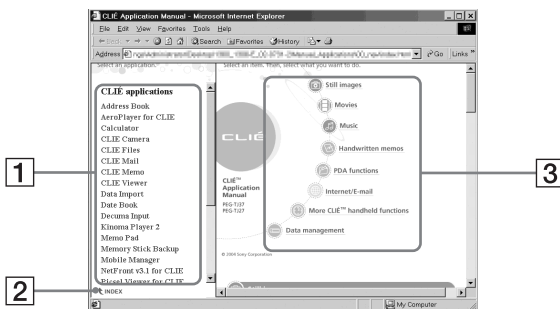 CLIÉ Application Manual - Microsoft Internet Explorer
File Edit View Favorites Tools Help
Search Favorites History
Address Go Links »
Select an application.
Select an item. Then, select what you want to do.
CLIÉ applications
Address Book
AeroPlayer for CLIE
Calculator
CLIE Camera
CLIE Files
CLIE Mail
CLIE Memo
CLIE Viewer
Data Import
Date Book
Decuma Input
Kinoma Player 2
Memo Pad
Memory Stick Backup
Mobile Manager
NetFront v3.1 for CLIE
Picsel Viewer for CLIE
INDEX
CLIÉ
CLIÉ™
Application
Manual
PEG-TJ37
PEG-TJ27
© 2004 Sony Corporation
Still images
Movies
Music
Handwritten memos
PDA functions
Internet/E-mail
More CLIÉ™ handheld functions
Data management
My Computer
1
2
3